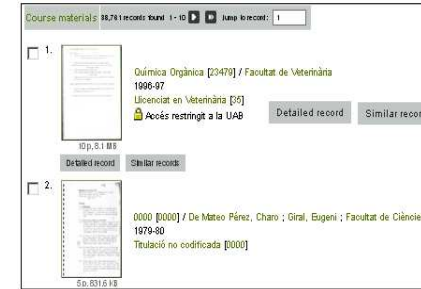 Course materials 38,761 records found 1 - 10 Jump to record: 1
1.
Química Orgànica [23479] / Facultat de Veterinària
1996-97
Llicenciat en Veterinària [35]
Accés restringit a la UAB
Detailed record Similar recor
10 p, 8.1 MB
Detailed record Similar records
2.
0000 [0000] / De Mateo Pérez, Charo ; Giral, Eugeni ; Facultat de Ciències
1979-80
Titulació no codificada [0000]
5 p, 831.6 kB